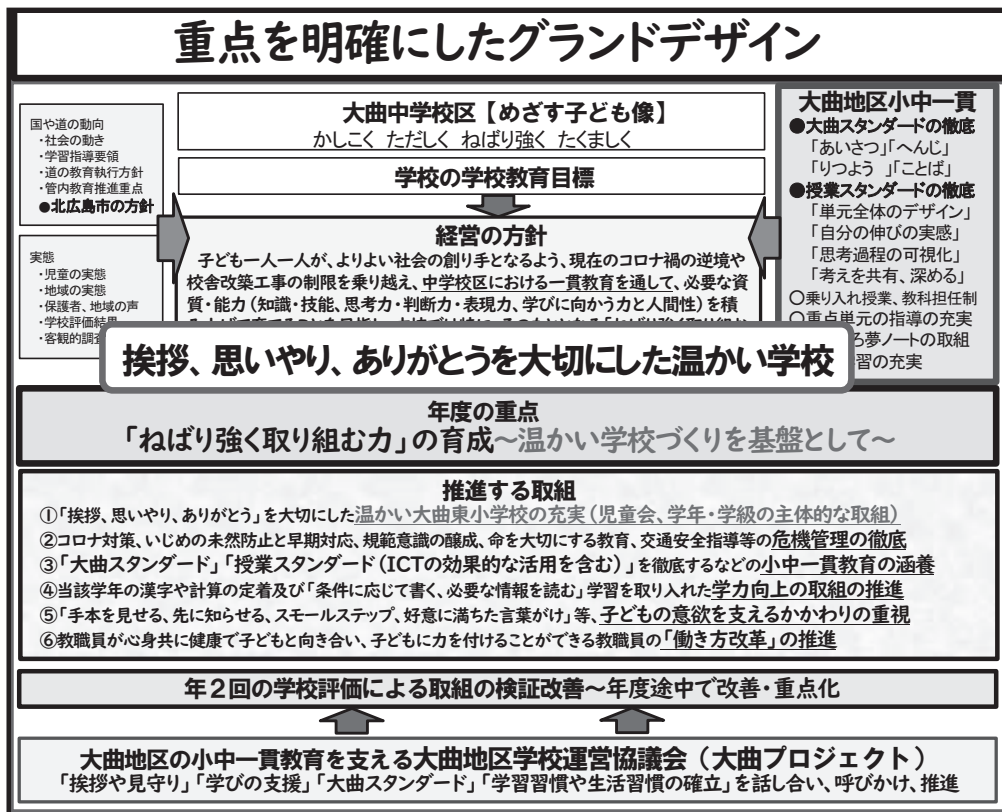 重点を明確にしたグランドデザイン
国や道の動向
・社会の動き
・学習指導要領
・道の教育執行方針
・管内教育推進重点
●北広島市の方針
実態
・児童の実態
・地域の実態
・保護者、地域の声
・学校評価結果
・客観的調査
大曲中学校区【めざす子ども像】
かしこく ただしく ねばり強く たくましく
学校の学校教育目標
経営の方針
子ども一人一人が、よりよい社会の創り手となるよう、現在のコロナ禍の逆境や
校舎改築工事の制限を乗り越え、中学校区における一貫教育を通して、必要な資
質・能力(知識・技能、思考力・判断力・表現力、学びに向かう力と人間性)を積
大曲地区小中一貫
●大曲スタンダードの徹底
「あいさつ」「へんじ」
「りつよう 」「ことば」
●授業スタンダードの徹底
「単元全体のデザイン」
「自分の伸びの実感」
「思考過程の可視化」
「考えを共有、深める」
○乗り入れ授業、教科担任制
○重点単元の指導の充実
ろ夢ノートの取組
習の充実
挨拶、思いやり、ありがとうを大切にした温かい学校
年度の重点
「ねばり強く取り組む力」の育成～温かい学校づくりを基盤として～
推進する取組
①「挨拶、思いやり、ありがとう」を大切にした温かい大曲東小学校の充実(児童会、学年・学級の主体的な取組)
②コロナ対策、いじめの未然防止と早期対応、規範意識の醸成、命を大切にする教育、交通安全指導等の危機管理の徹底
③「大曲スタンダード」「授業スタンダード(ICTの効果的な活用を含む)」を徹底するなどの小中一貫教育の涵養
④当該学年の漢字や計算の定着及び「条件に応じて書く、必要な情報を読む」学習を取り入れた学力向上の取組の推進
⑤「手本を見せる、先に知らせる、スモールステップ、好意に満ちた言葉がけ」等、子どもの意欲を支えるかかわりの重視
⑥教職員が心身共に健康で子どもと向き合い、子どもに力を付けることができる教職員の「働き方改革」の推進
年２回の学校評価による取組の検証改善～年度途中で改善・重点化
大曲地区の小中一貫教育を支える大曲地区学校運営協議会(大曲プロジェクト)
「挨拶や見守り」「学びの支援」「大曲スタンダード」「学習習慣や生活習慣の確立」を話し合い、呼びかけ、推進